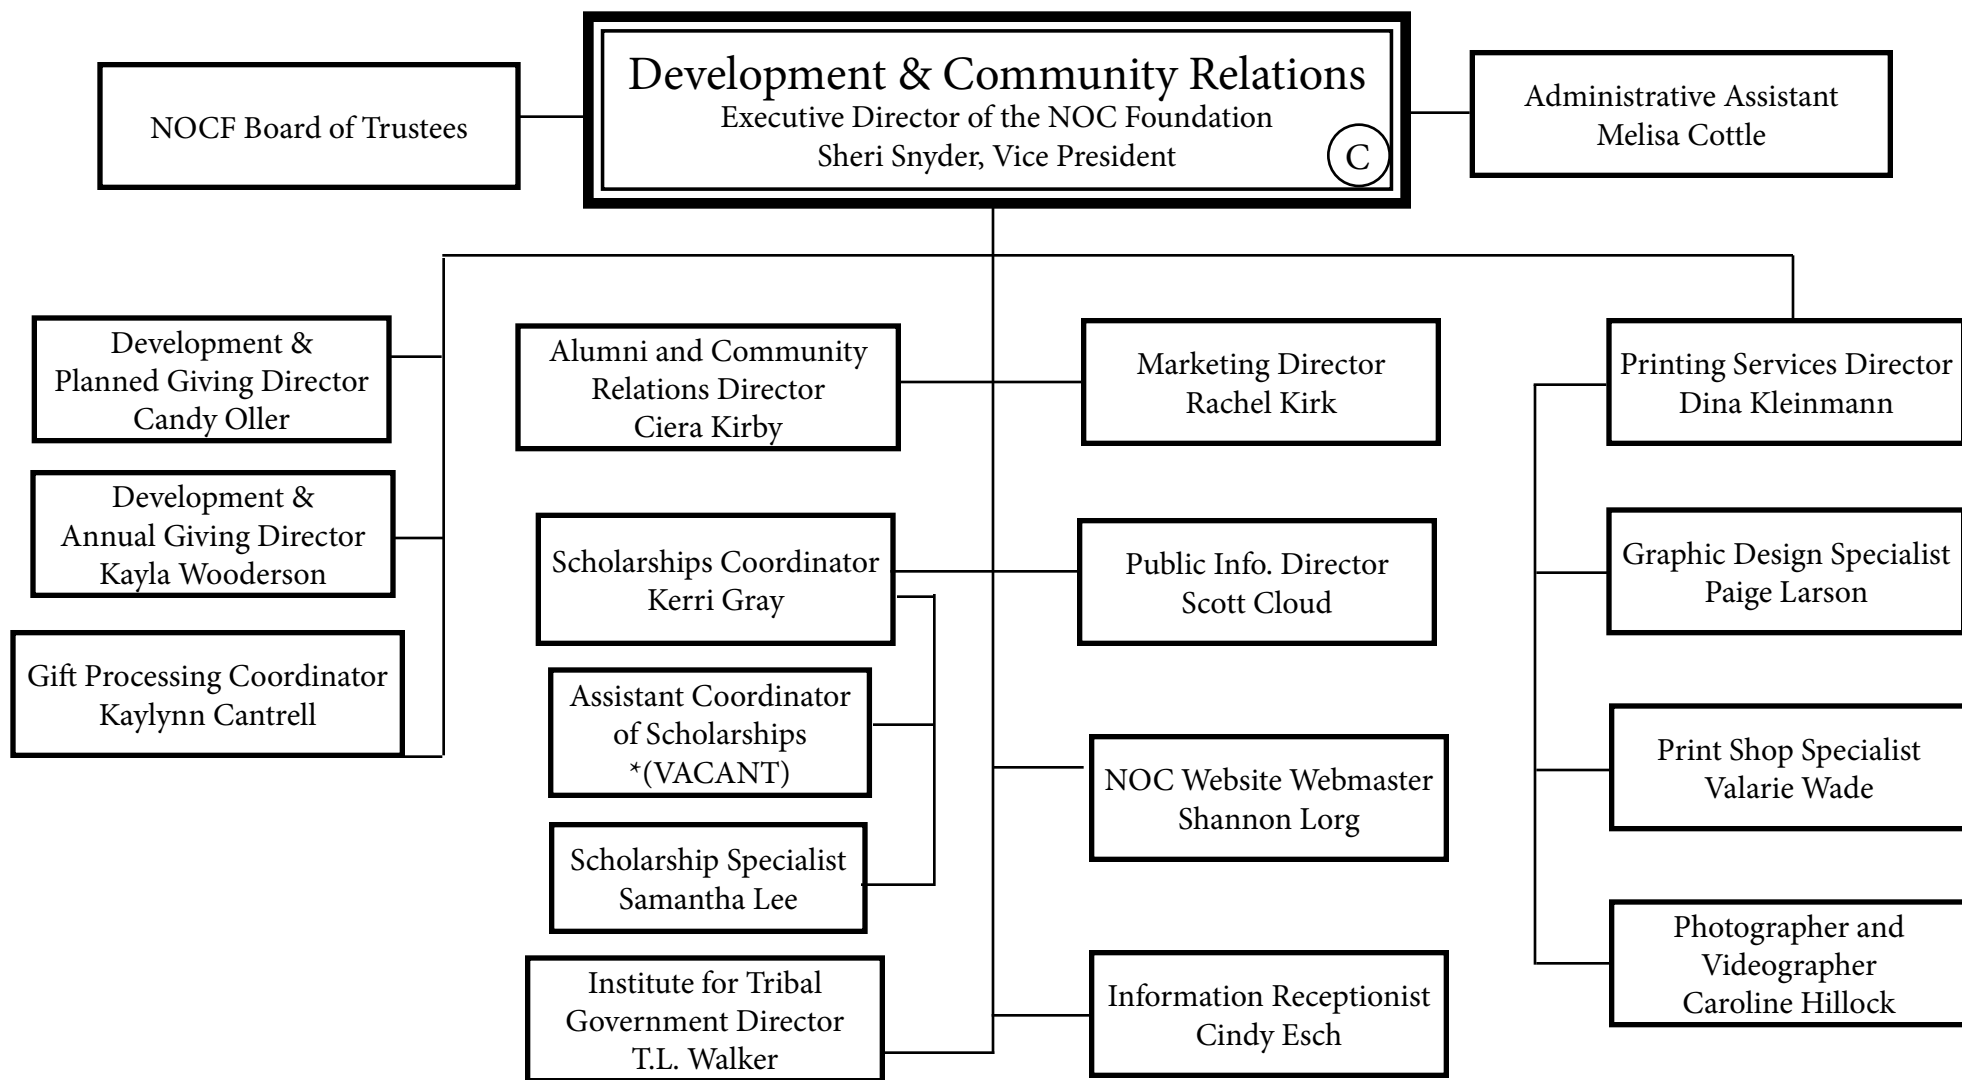 NOCF Board of Trustees
Development & Community Relations
Executive Director of the NOC Foundation
Sheri Snyder, Vice President
C
Administrative Assistant
Melisa Cottle
Development &
Planned Giving Director
Candy Oller
Development &
Annual Giving Director
Kayla Wooderson
Gift Processing Coordinator
Kaylynn Cantrell
Alumni and Community
Relations Director
Ciera Kirby
Scholarships Coordinator
Kerri Gray
Assistant Coordinator
of Scholarships
*(VACANT)
Scholarship Specialist
Samantha Lee
Institute for Tribal
Government Director
T.L. Walker
Marketing Director
Rachel Kirk
Public Info. Director
Scott Cloud
NOC Website Webmaster
Shannon Lorg
Information Receptionist
Cindy Esch
Printing Services Director
Dina Kleinmann
Graphic Design Specialist
Paige Larson
Print Shop Specialist
Valarie Wade
Photographer and
Videographer
Caroline Hillock